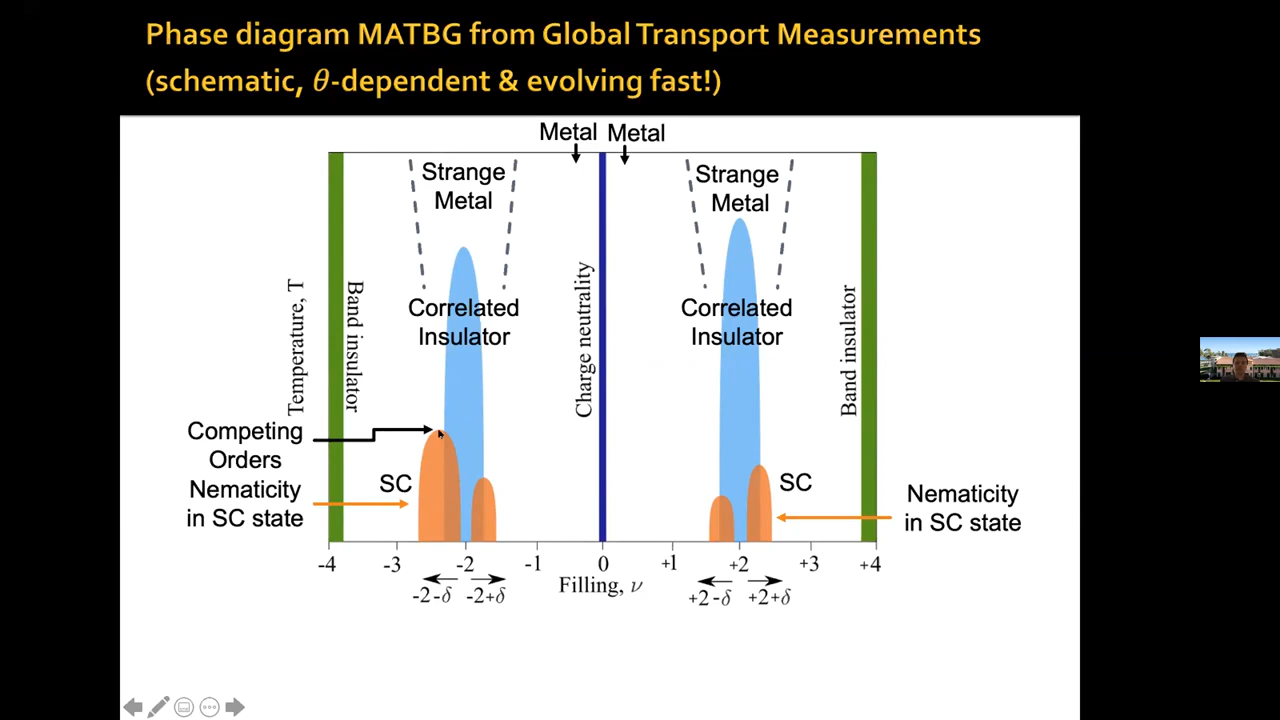 Phase diagram MATBG from Global Transport Measurements
(schematic, θ-dependent & evolving fast!)
Metal Metal
Strange
Metal
Strange
Metal
Correlated
Insulator
Correlated
Insulator
Temperature, T
Band insulator
Charge neutrality
Band insulator
Competing
Orders
Nematicity
in SC state
SC
SC
Nematicity
in SC state
-4 -3 -2 -1 0 +1 +2 +3 +4
-2-δ -2+δ Filling, ν +2-δ +2+δ